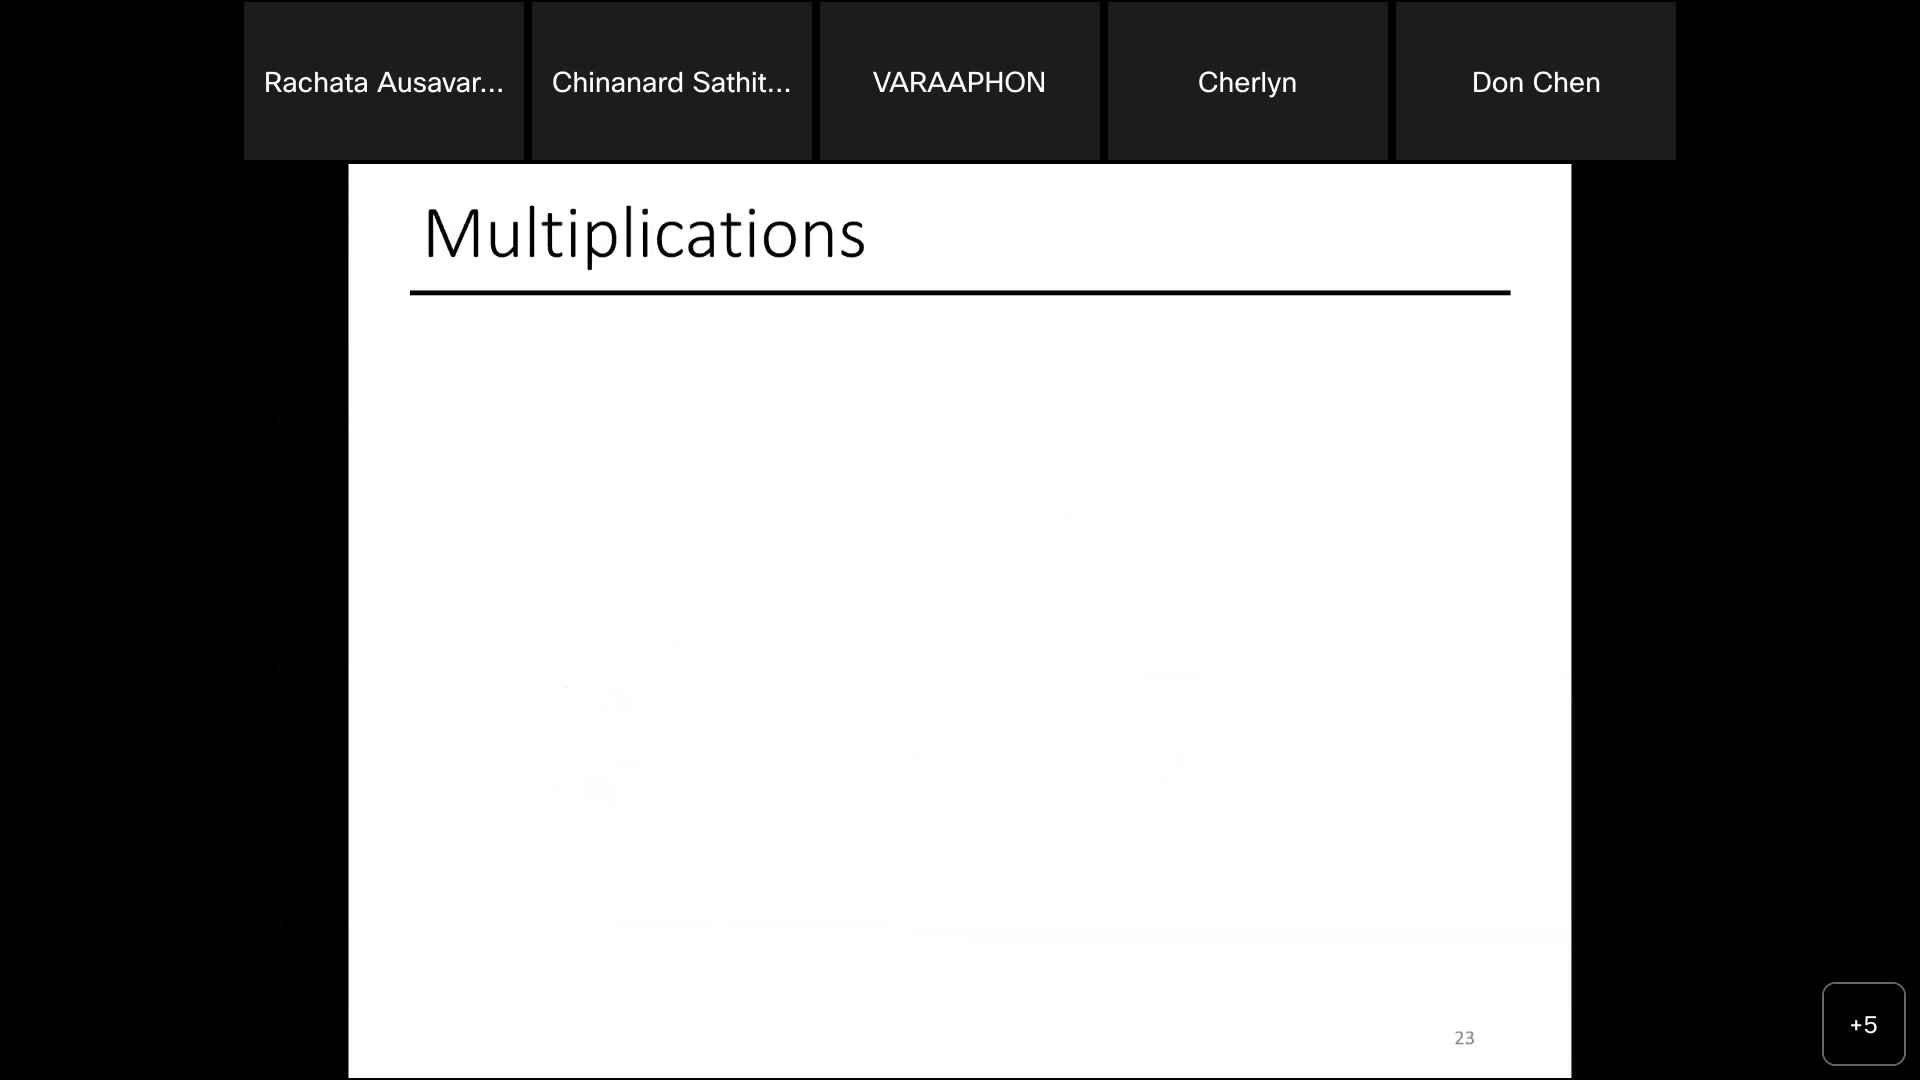 Rachata Ausavar...
Chinanard Sathit...
VARAAPHON
Cherlyn
Don Chen
Multiplications
23
+5